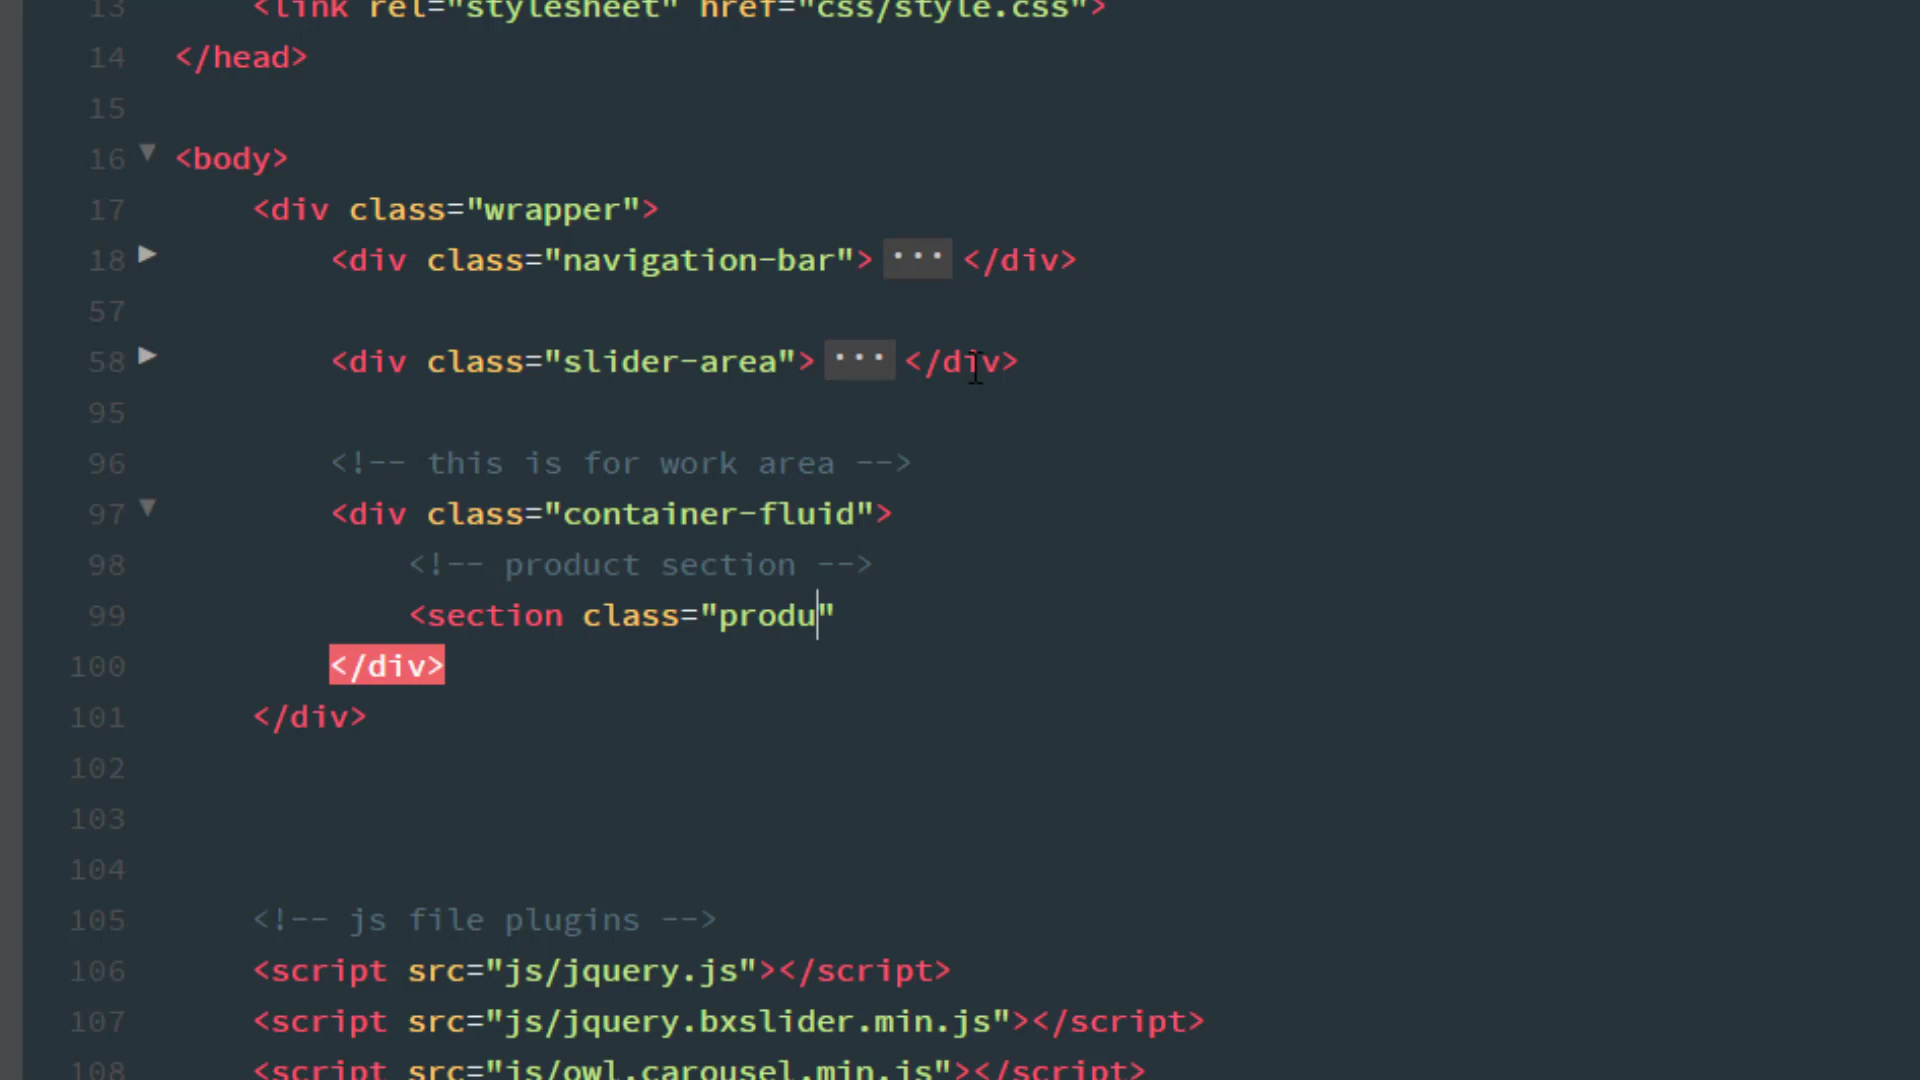 13 <link rel="stylesheet" href="css/style.css">
14 </head>
15
16 ▼ <body>
17 <div class="wrapper">
18 ▶ <div class="navigation-bar"> ··· </div>
57
58 ▶ <div class="slider-area"> ··· </div>
95
96 <!-- this is for work area -->
97 ▼ <div class="container-fluid">
98 <!-- product section -->
99 <section class="produ"
100 </div>
101 </div>
102
103
104
105 <!-- js file plugins -->
106 <script src="js/jquery.js"></script>
107 <script src="js/jquery.bxslider.min.js"></script>
108 <script src="js/owl.carousel.min.js"></script>